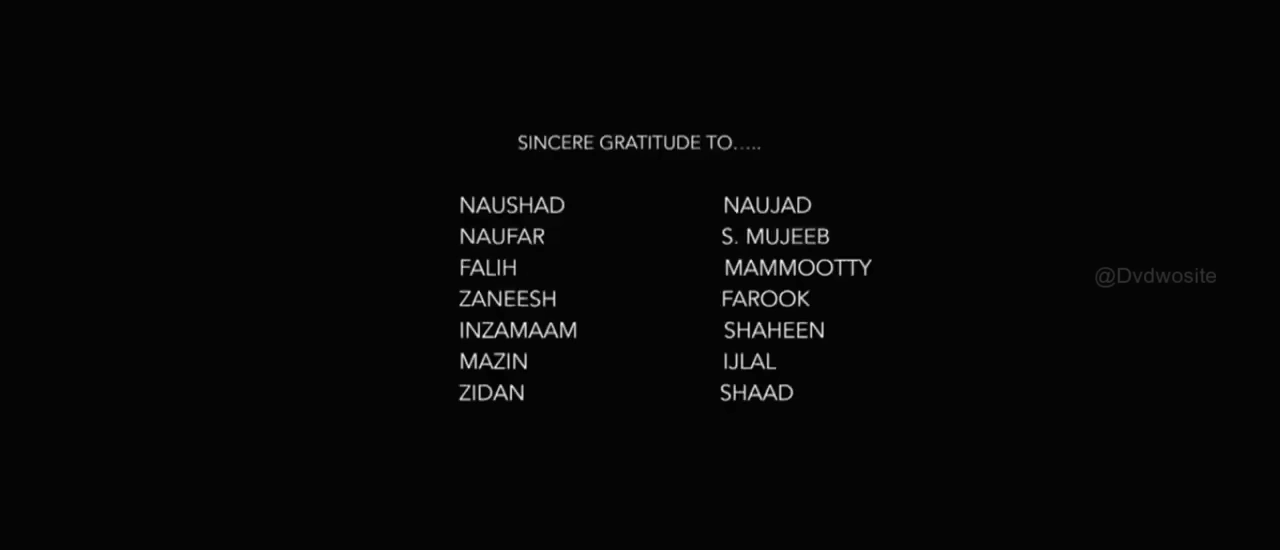 SINCERE GRATITUDE TO.....
NAUSHAD NAUJAD
NAUFAR S. MUJEEB
FALIH MAMMOOTTY
ZANEESH FAROOK
INZAMAAM SHAHEEN
MAZIN IJLAL
ZIDAN SHAAD
@Dvdwosite